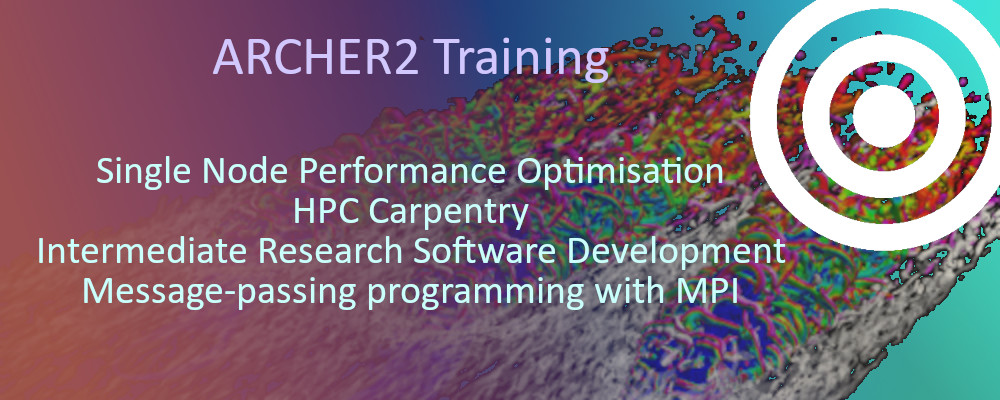 ARCHER2 Training
Single Node Performance Optimisation
HPC Carpentry
Intermediate Research Software Development
Message-passing programming with MPI